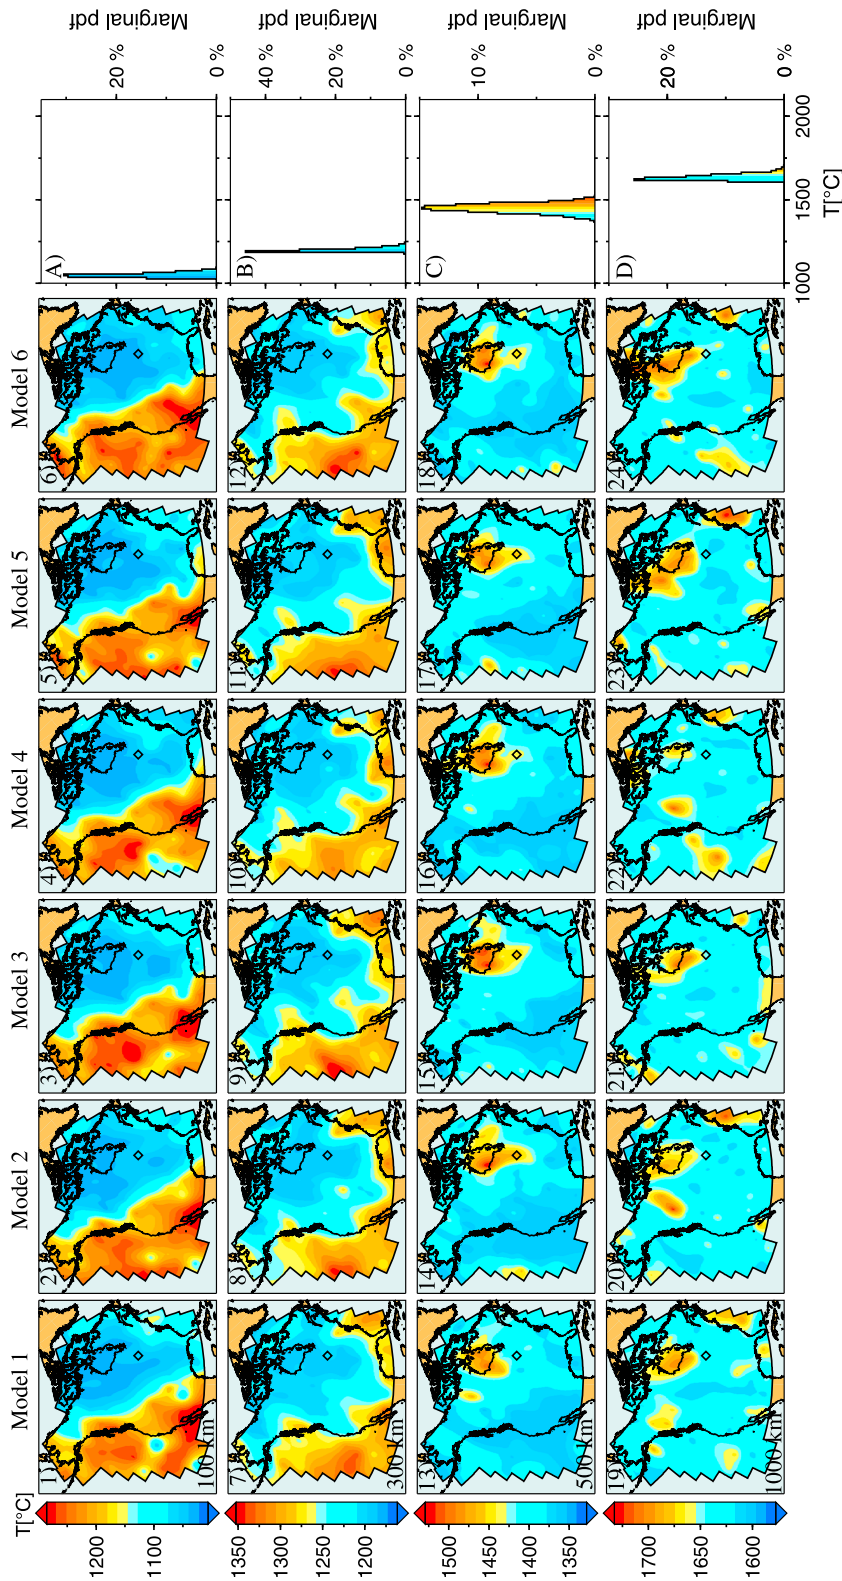 Model 1 Model 2 Model 3 Model 4 Model 5 Model 6
T[°C]
1200
1100
1) 2) 3) 4) 5) 6) A)
100 km
20 %
0 %
Marginal pdf
1350
1300
1250
1200
7) 8) 9) 10) 11) 12) B)
300 km
40 %
20 %
0 %
Marginal pdf
1500
1450
1400
1350
13) 14) 15) 16) 17) 18) C)
500 km
10 %
0 %
Marginal pdf
1700
1650
1600
19) 20) 21) 22) 23) 24) D)
1000 km
20 %
0 %
Marginal pdf
1000 1500 2000
T[°C]